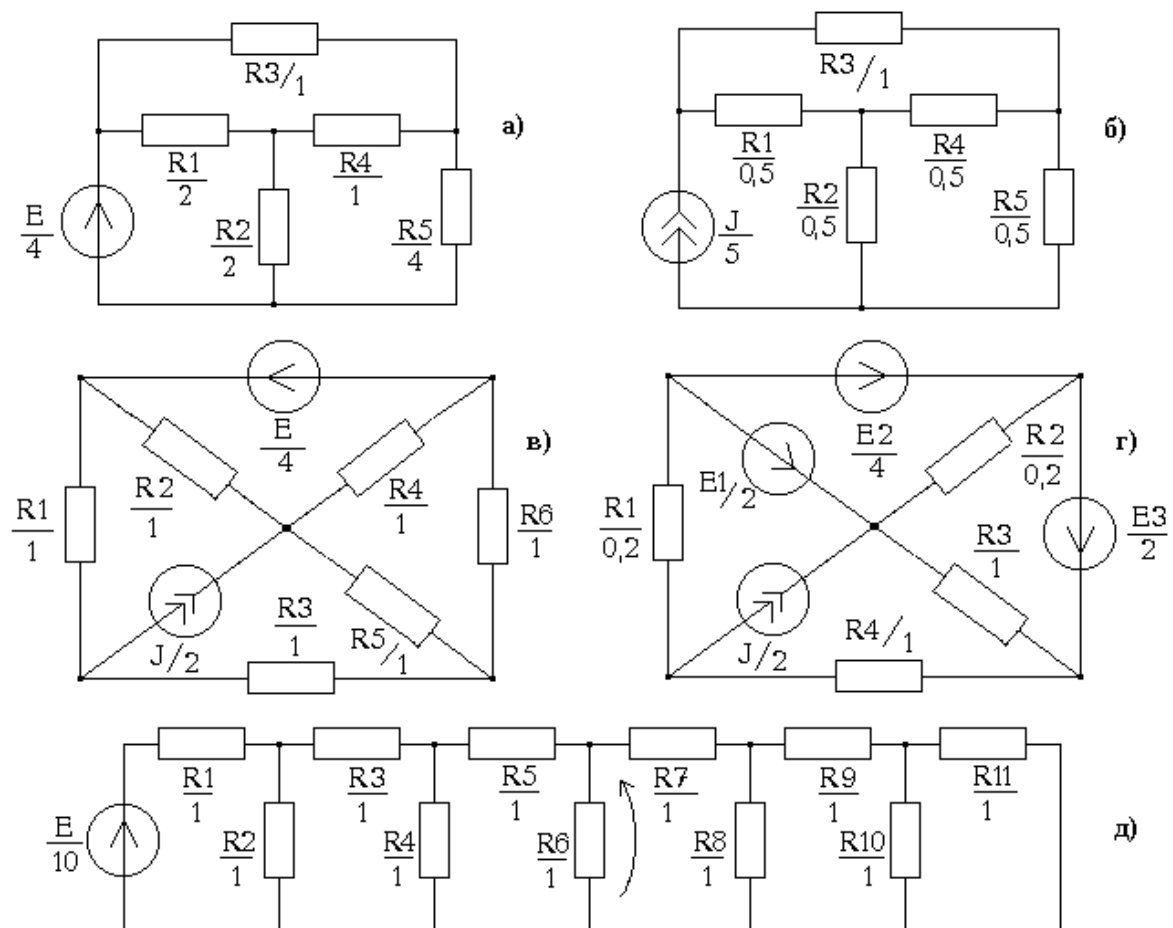 R3/1
R1/2
R4/1
а)
E/4
R2/2
R5/4
R3/1
R1/0,5
R4/0,5
б)
J/5
R2/0,5
R5/0,5
E/4
в)
R2/1
R4/1
R1/1
R6/1
R3/1
J/2
R5/1
E2/4
R2/0,2
г)
E1/2
R1/0,2
R3/1
E3/2
R4/1
J/2
R1/1
R3/1
R5/1
R7/1
R9/1
R11/1
E/10
R2/1
R4/1
R6/1
R8/1
R10/1
д)